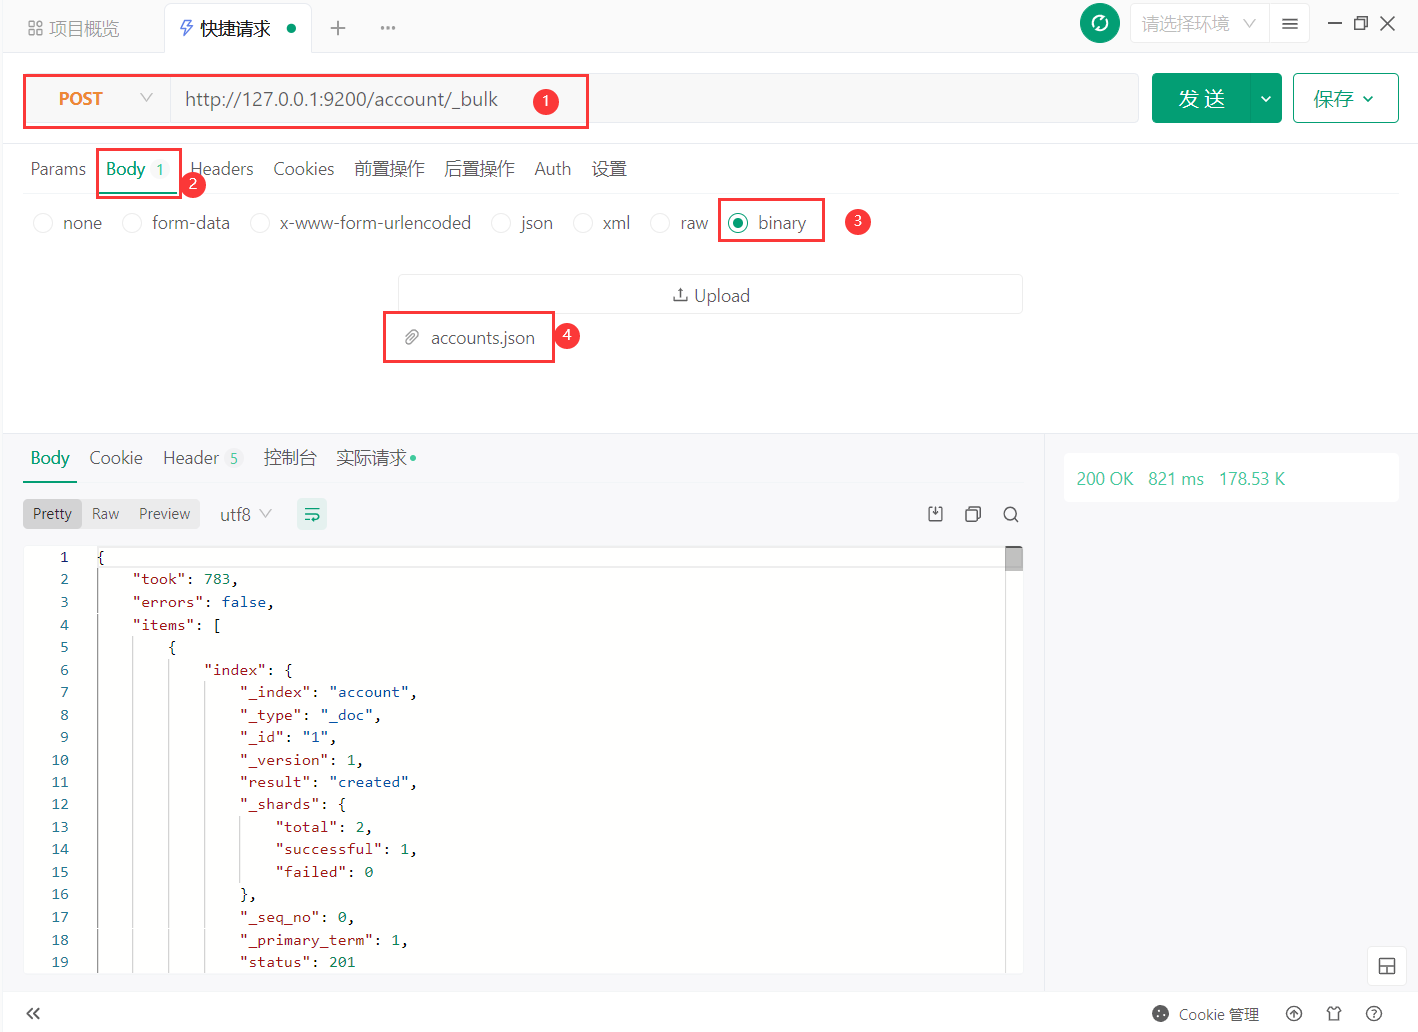 项目概览 快捷请求 请选择环境
POST http://127.0.0.1:9200/account/_bulk 1 发 送 保存
Params Body 1 Headers Cookies 前置操作 后置操作 Auth 设置
2
none form-data x-www-form-urlencoded json xml raw binary 3
Upload
accounts.json 4
Body Cookie Header 5 控制台 实际请求
200 OK 821 ms 178.53 K
Pretty Raw Preview utf8
1 {
2 "took": 783,
3 "errors": false,
4 "items": [
5 {
6 "index": {
7 "_index": "account",
8 "_type": "_doc",
9 "_id": "1",
10 "_version": 1,
11 "result": "created",
12 "_shards": {
13 "total": 2,
14 "successful": 1,
15 "failed": 0
16 },
17 "_seq_no": 0,
18 "_primary_term": 1,
19 "status": 201
Cookie 管理